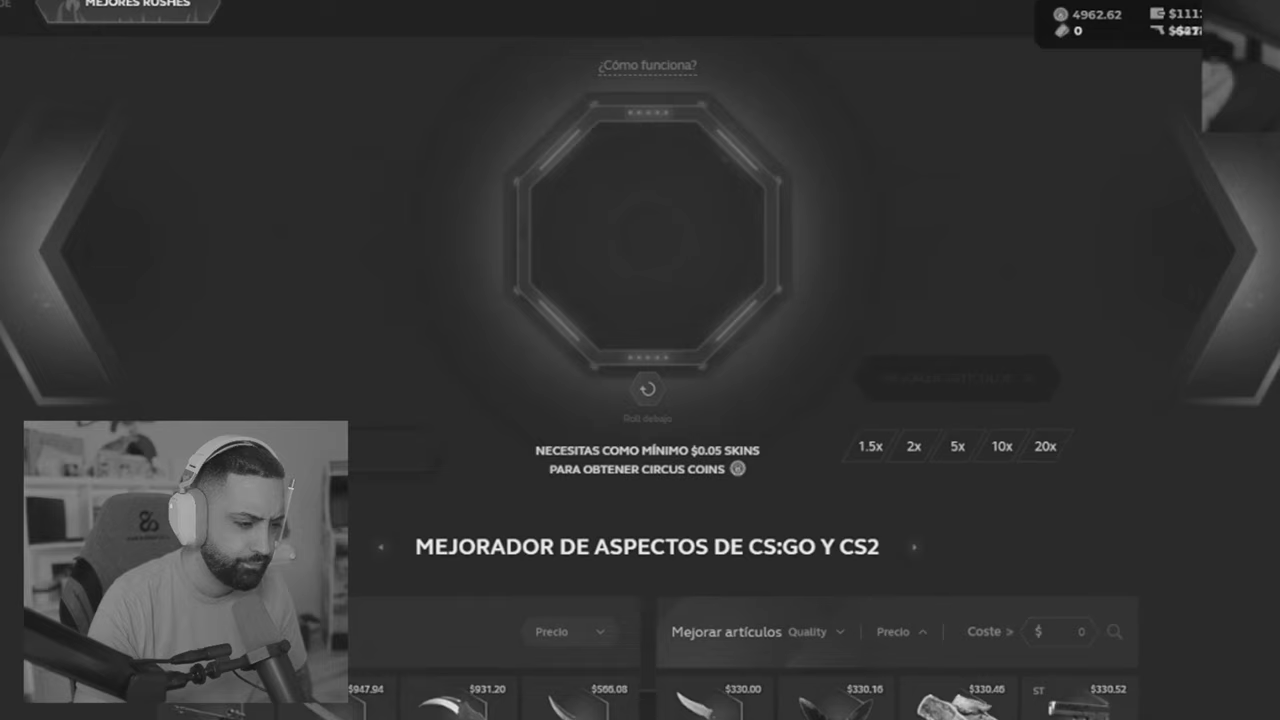 MEJORES RUSHES
4962.62
0
¿Cómo funciona?
Roll debajo
NECESITAS COMO MÍNIMO $0.05 SKINS
PARA OBTENER CIRCUS COINS
1.5x 2x 5x 10x 20x
MEJORADOR DE ASPECTOS DE CS:GO Y CS2
Precio
Mejorar artículos Quality Precio Coste > $ 0
$947.94 $931.20 $566.08 $330.00 $330.16 $330.46 ST $330.52